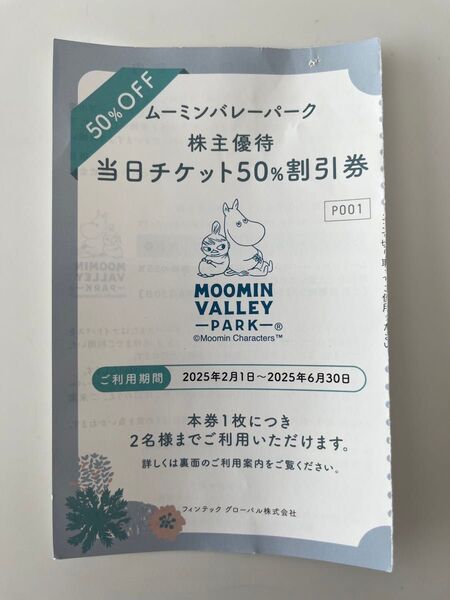 50%OFF
ムーミンバレーパーク
株主優待
当日チケット50%割引券
P001
MOOMIN
VALLEY
PARK ®
©Moomin Characters™
ご利用期間 2025年2月1日～2025年6月30日
本券1枚につき
2名様までご利用いただけます。
詳しくは裏面のご利用案内をご覧ください。
フィンテック グローバル株式会社